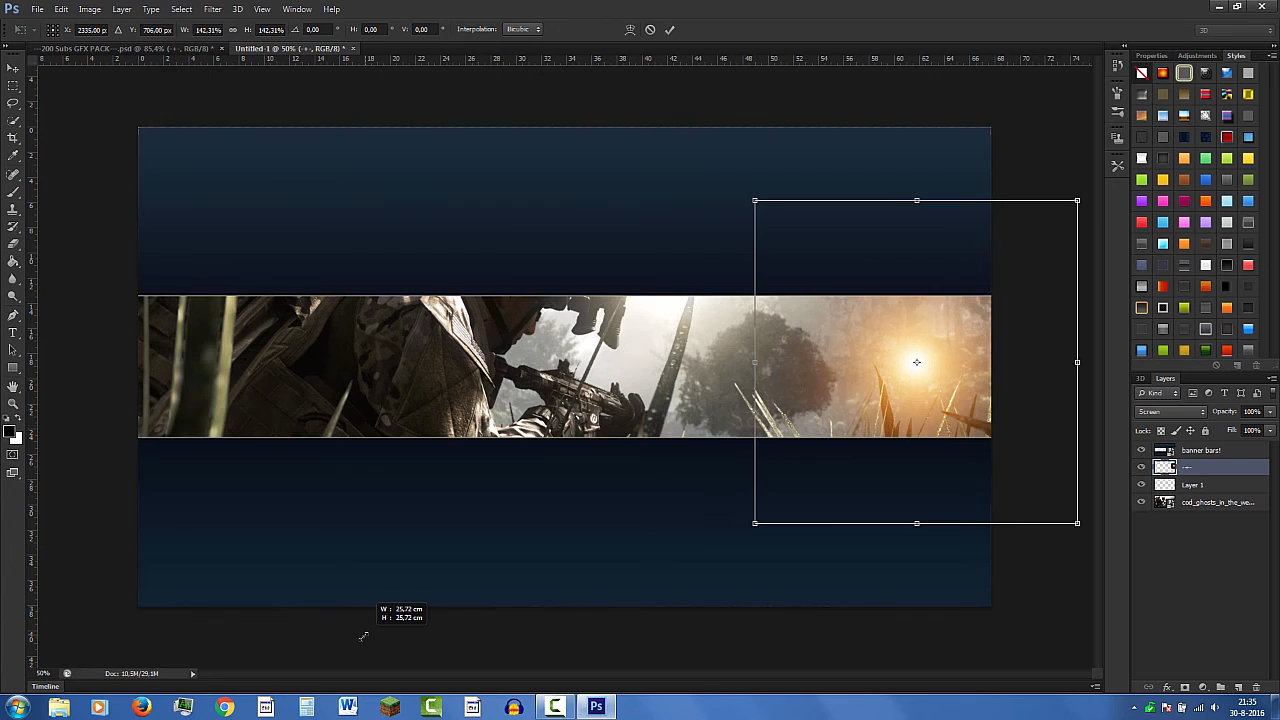 Ps File Edit Image Layer Type Select Filter 3D View Window Help
X: 2335,00 px Y: 706,00 px W: 142,31% H: 142,31% 0,00 ° H: 0,00 ° V: 0,00 ° Interpolation: Bicubic 3D
---200 Subs GFX PACK---.psd @ 85,4% (-+-, RGB/8) * × Untitled-1 @ 50% (-+-, RGB/8) * ×
Properties Adjustments Styles
W : 25,72 cm
H : 25,72 cm
3D Layers
Kind
Screen Opacity: 100%
Lock: Fill: 100%
banner bars!
-+-
Layer 1
cod_ghosts_in_the_we...
50% Doc: 10,5M/29,1M
Timeline
21:35
30-8-2016